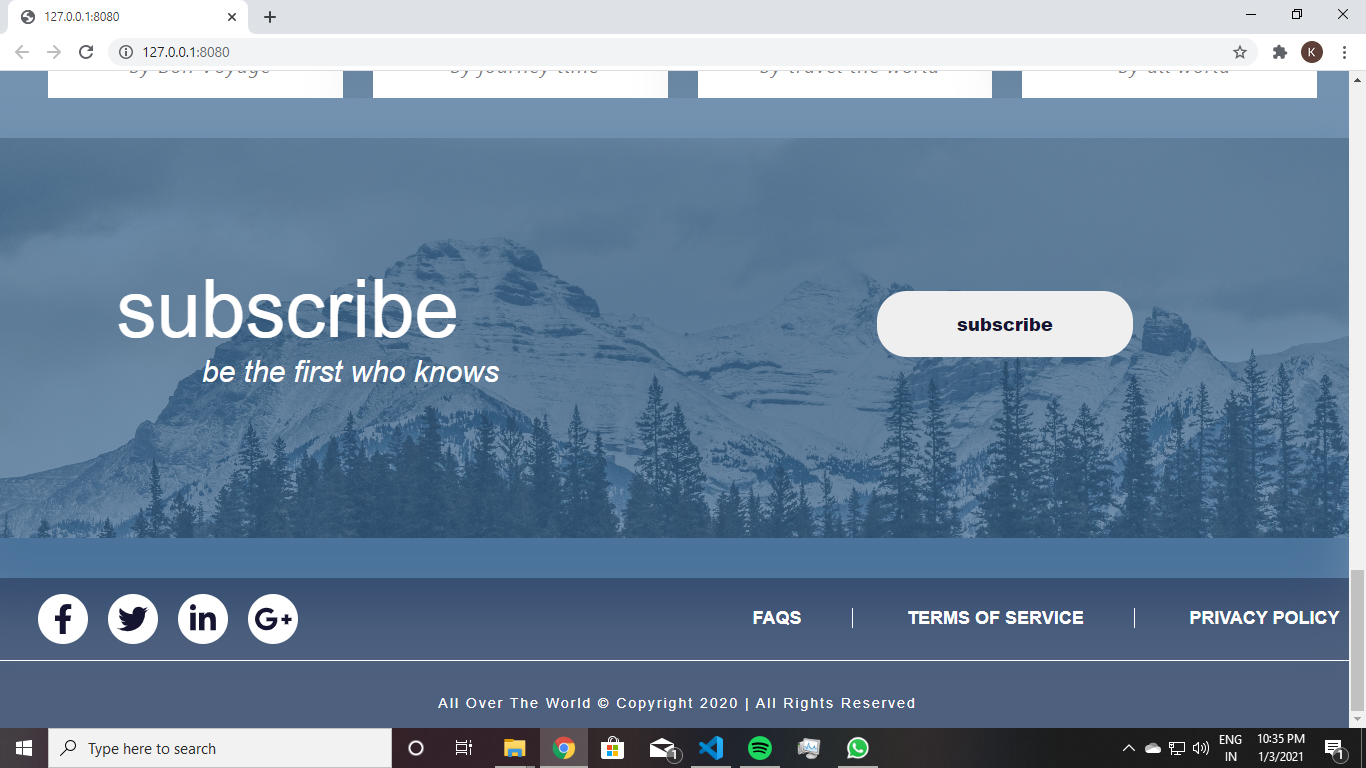 127.0.0.1:8080
127.0.0.1:8080
K
by Bon Voyage by journey time by travel the world by all world
subscribe
be the first who knows
subscribe
f in G+ FAQS TERMS OF SERVICE PRIVACY POLICY
All Over The World © Copyright 2020 | All Rights Reserved
Type here to search 1 ENG 10:35 PM
IN 1/3/2021 1